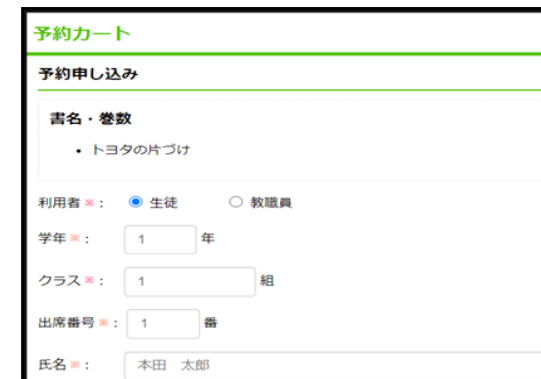 予約カート
予約申し込み
書名・巻数
• トヨタの片づけ
利用者※： 生徒 教職員
学年※： 1 年
クラス※： 1 組
出席番号※： 1 番
氏名※： 本田 太郎